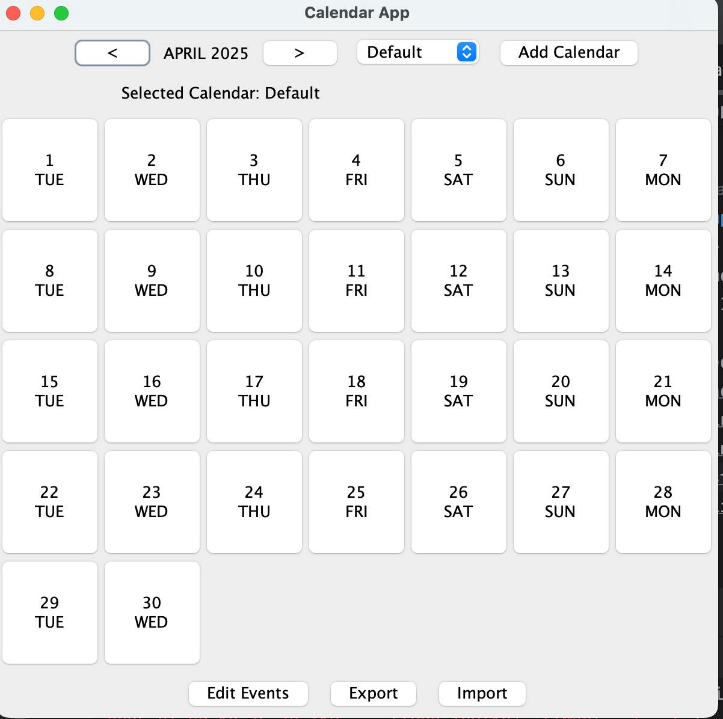 Calendar App
< APRIL 2025 > Default Add Calendar
Selected Calendar: Default
1 2 3 4 5 6 7
TUE WED THU FRI SAT SUN MON
8 9 10 11 12 13 14
TUE WED THU FRI SAT SUN MON
15 16 17 18 19 20 21
TUE WED THU FRI SAT SUN MON
22 23 24 25 26 27 28
TUE WED THU FRI SAT SUN MON
29 30
TUE WED
Edit Events Export Import